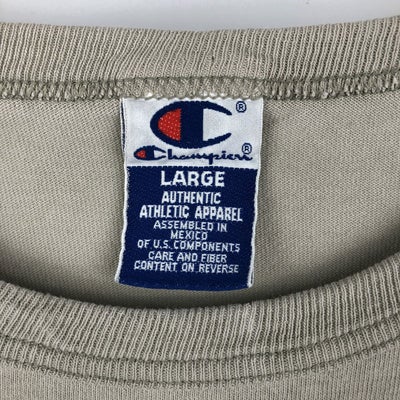 ®
Champion®
LARGE
AUTHENTIC
ATHLETIC APPAREL
ASSEMBLED IN
MEXICO
OF U.S. COMPONENTS
CARE AND FIBER
CONTENT ON REVERSE